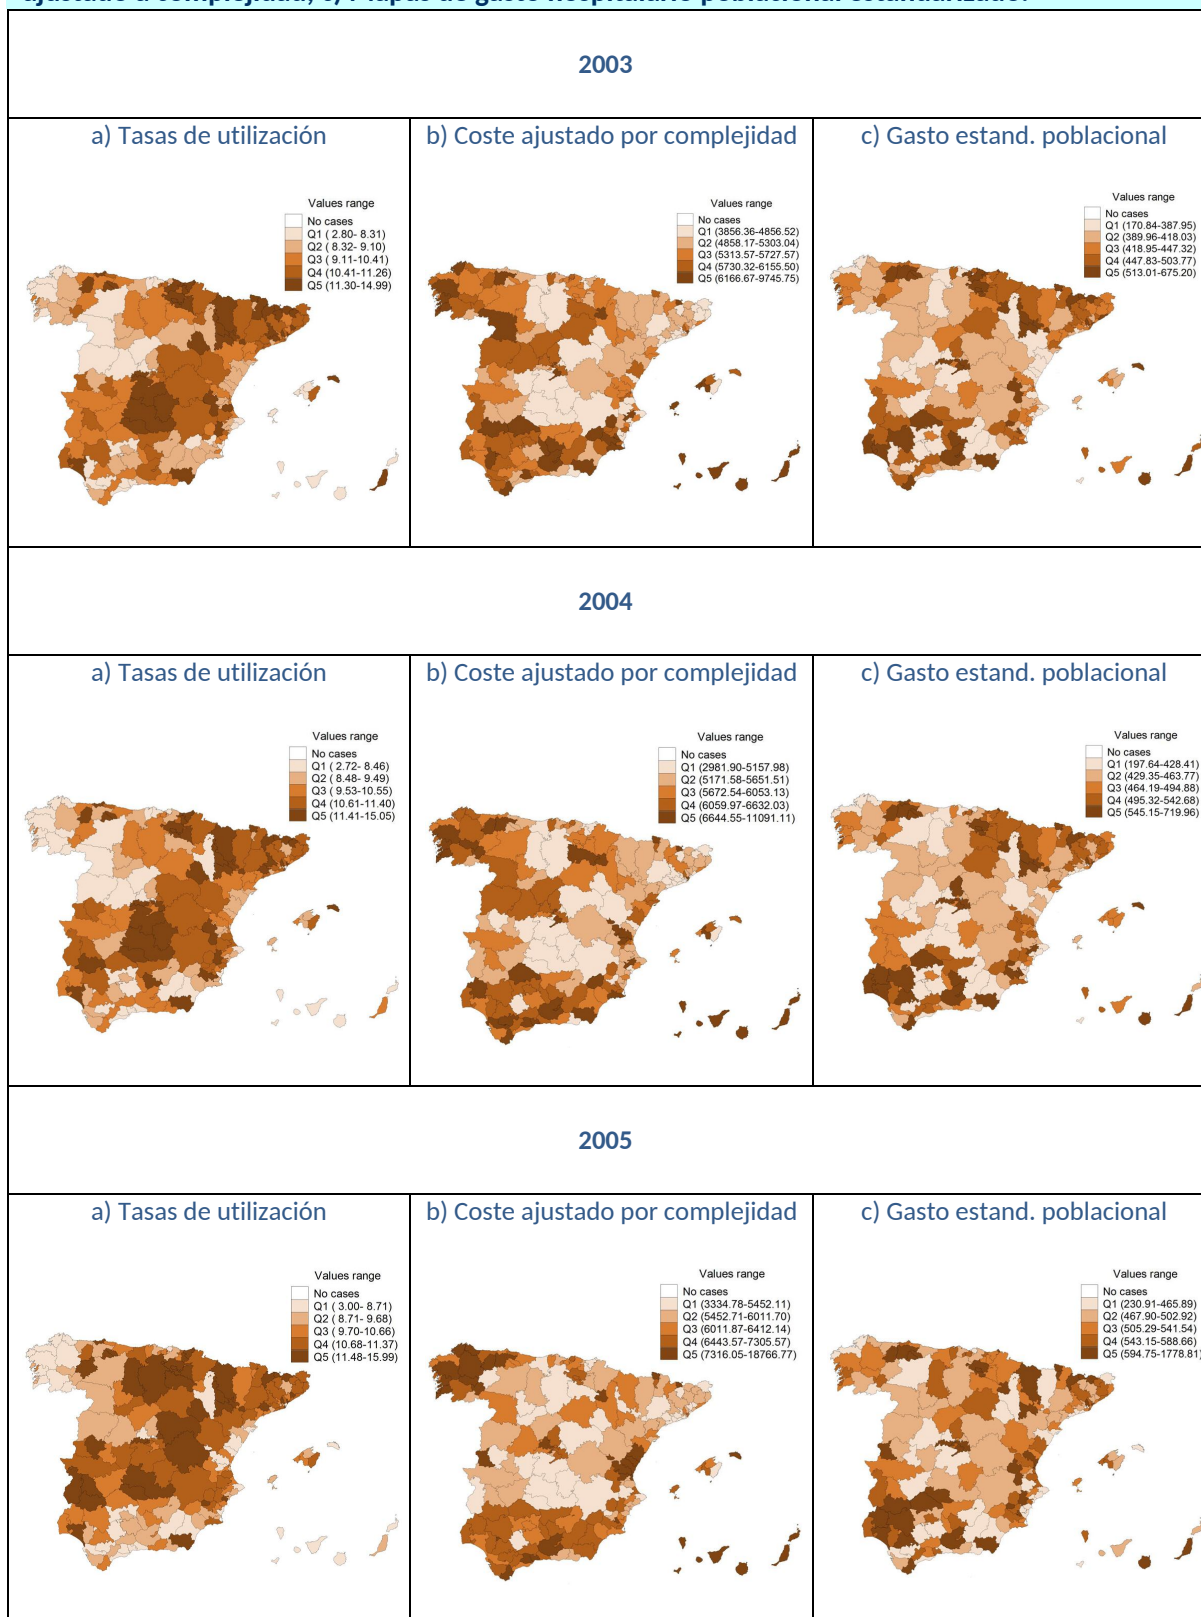 ajustado a complejidad; c) Mapas de gasto hospitalario poblacional estandarizado.
2003
a) Tasas de utilización
b) Coste ajustado por complejidad
c) Gasto estand. poblacional
Values range
No cases
Q1 ( 2.80- 8.31)
Q2 ( 8.32- 9.10)
Q3 ( 9.11-10.41)
Q4 (10.41-11.26)
Q5 (11.30-14.99)
Values range
No cases
Q1 (3856.36-4856.52)
Q2 (4858.17-5303.04)
Q3 (5313.57-5727.57)
Q4 (5730.32-6155.50)
Q5 (6166.67-9745.75)
Values range
No cases
Q1 (170.84-387.95)
Q2 (389.96-418.03)
Q3 (418.95-447.32)
Q4 (447.83-503.77)
Q5 (513.01-675.20)
2004
a) Tasas de utilización
b) Coste ajustado por complejidad
c) Gasto estand. poblacional
Values range
No cases
Q1 ( 2.72- 8.46)
Q2 ( 8.48- 9.49)
Q3 ( 9.53-10.55)
Q4 (10.61-11.40)
Q5 (11.41-15.05)
Values range
No cases
Q1 (2981.90-5157.98)
Q2 (5171.58-5651.51)
Q3 (5672.54-6053.13)
Q4 (6059.97-6632.03)
Q5 (6644.55-11091.11)
Values range
No cases
Q1 (197.64-428.41)
Q2 (429.35-463.77)
Q3 (464.19-494.88)
Q4 (495.32-542.68)
Q5 (545.15-719.96)
2005
a) Tasas de utilización
b) Coste ajustado por complejidad
c) Gasto estand. poblacional
Values range
No cases
Q1 ( 3.00- 8.71)
Q2 ( 8.71- 9.68)
Q3 ( 9.70-10.66)
Q4 (10.68-11.37)
Q5 (11.48-15.99)
Values range
No cases
Q1 (3334.78-5452.11)
Q2 (5452.71-6011.70)
Q3 (6011.87-6412.14)
Q4 (6443.57-7305.57)
Q5 (7316.05-18766.77)
Values range
No cases
Q1 (230.91-465.89)
Q2 (467.90-502.92)
Q3 (505.29-541.54)
Q4 (543.15-588.66)
Q5 (594.75-1778.81)